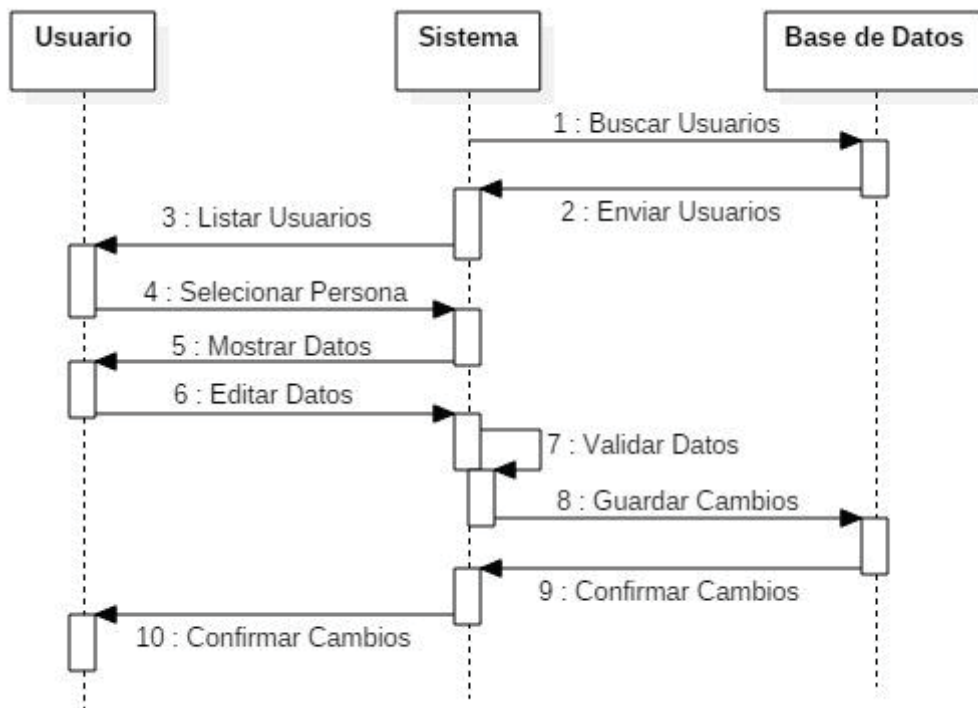 Usuario
Sistema
Base de Datos
1 : Buscar Usuarios
2 : Enviar Usuarios
3 : Listar Usuarios
4 : Selecionar Persona
5 : Mostrar Datos
6 : Editar Datos
7 : Validar Datos
8 : Guardar Cambios
9 : Confirmar Cambios
10 : Confirmar Cambios